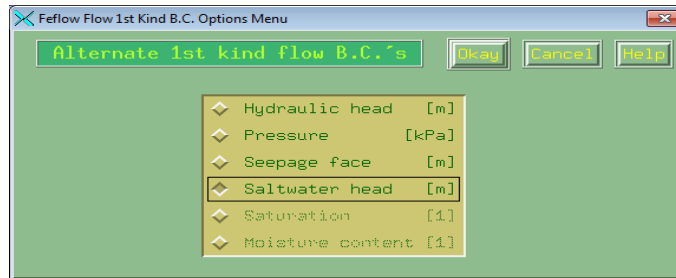 Feflow Flow 1st Kind B.C. Options Menu
Alternate 1st kind flow B.C.´s Okay Cancel Help
Hydraulic head [m]
Pressure [kPa]
Seepage face [m]
Saltwater head [m]
Saturation [1]
Moisture content [1]